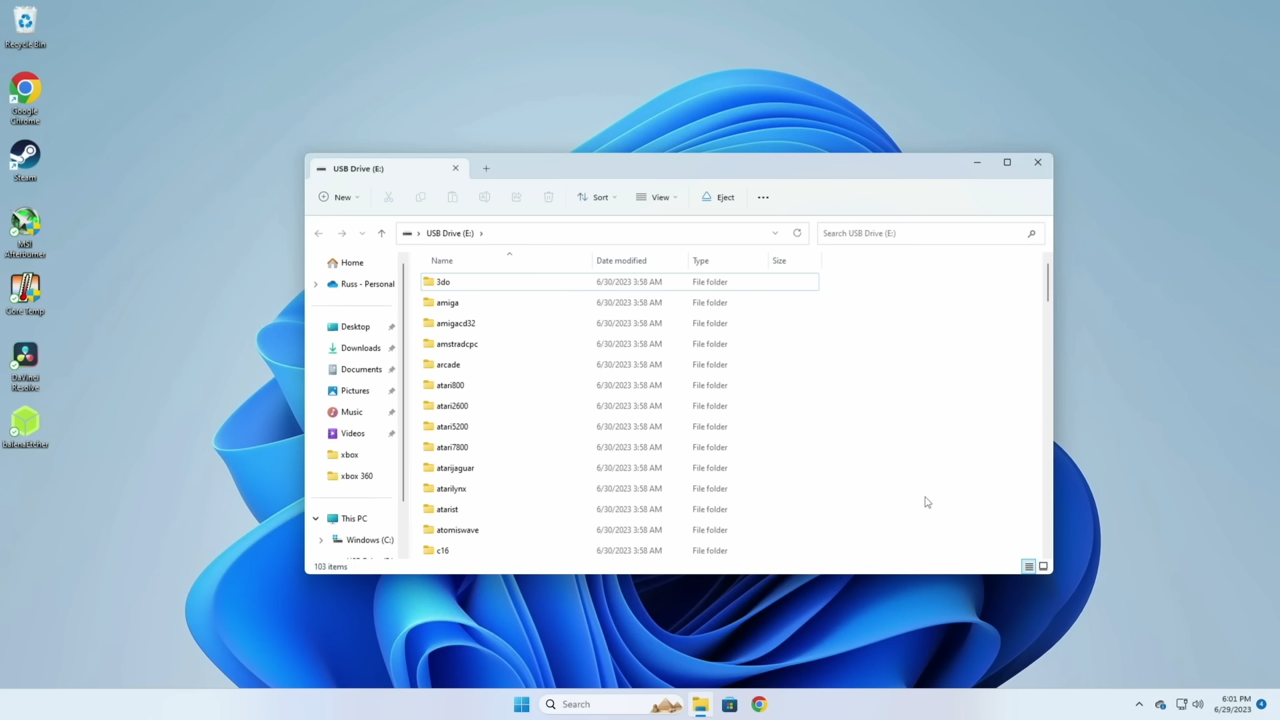 Recycle Bin
Google
Chrome
Steam
MSI
Afterburner
Core Temp
DaVinci
Resolve
balenaEtcher
USB Drive (E:)
New
Sort
View
Eject
USB Drive (E:)
Search USB Drive (E:)
Home
Russ - Personal
Desktop
Downloads
Documents
Pictures
Music
Videos
xbox
xbox 360
This PC
Windows (C:)
Name Date modified Type Size
3do 6/30/2023 3:58 AM File folder
amiga 6/30/2023 3:58 AM File folder
amigacd32 6/30/2023 3:58 AM File folder
amstradcpc 6/30/2023 3:58 AM File folder
arcade 6/30/2023 3:58 AM File folder
atari800 6/30/2023 3:58 AM File folder
atari2600 6/30/2023 3:58 AM File folder
atari5200 6/30/2023 3:58 AM File folder
atari7800 6/30/2023 3:58 AM File folder
atarijaguar 6/30/2023 3:58 AM File folder
atarilynx 6/30/2023 3:58 AM File folder
atarist 6/30/2023 3:58 AM File folder
atomiswave 6/30/2023 3:58 AM File folder
c16 6/30/2023 3:58 AM File folder
103 items
Search
6:01 PM
6/29/2023
4